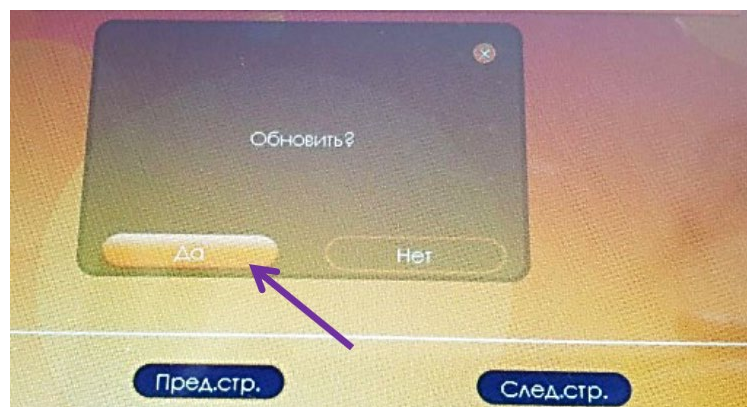 Обновить?
Да
Нет
Пред.стр.
След.стр.